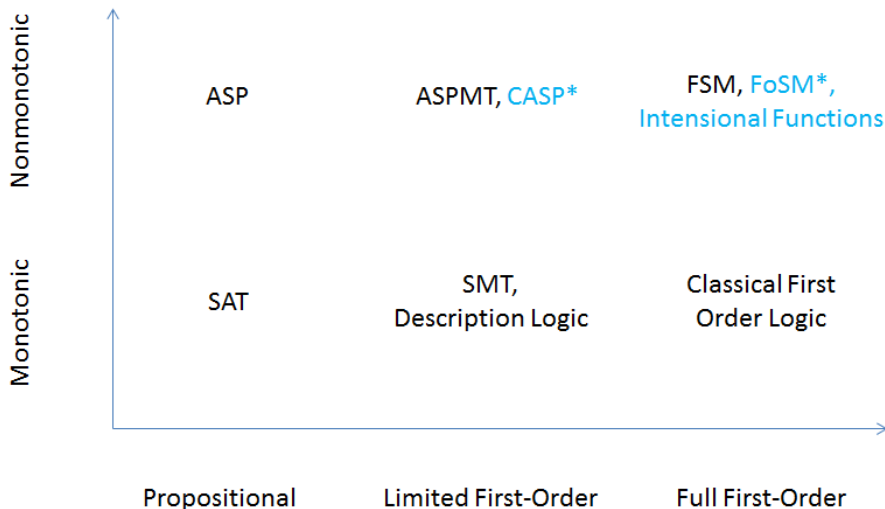 Nonmonotonic
ASP
ASPMT, CASP*
FSM, FoSM*,
Intensional Functions
Monotonic
SAT
SMT,
Description Logic
Classical First
Order Logic
Propositional
Limited First-Order
Full First-Order